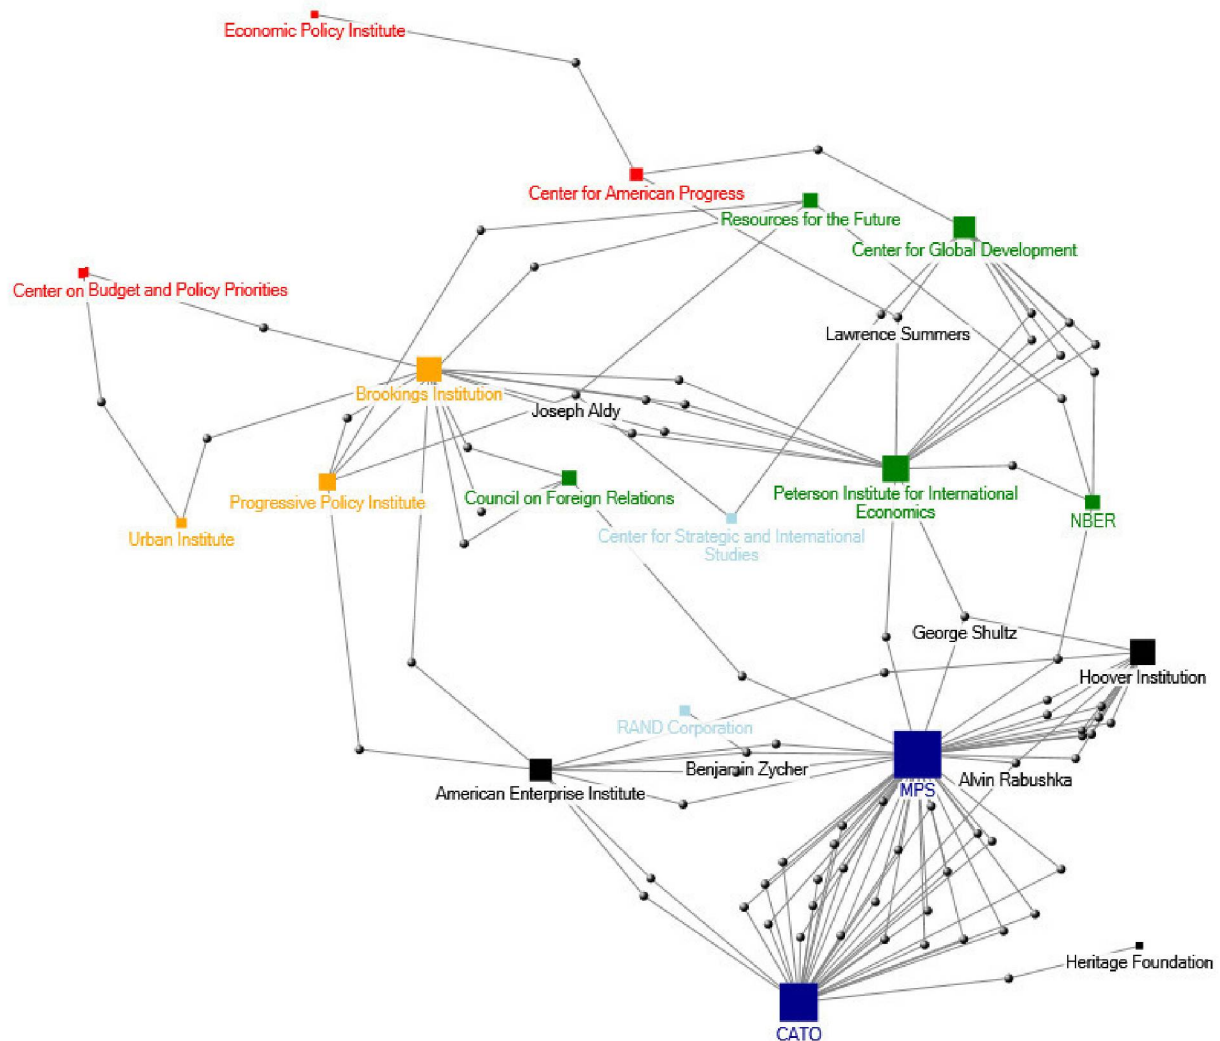 Economic Policy Institute
Center for American Progress
Resources for the Future
Center for Global Development
Center on Budget and Policy Priorities
Lawrence Summers
Brookings Institution
Joseph Aldy
Progressive Policy Institute
Council on Foreign Relations
Peterson Institute for International
Economics
NBER
Urban Institute
Center for Strategic and International
Studies
George Shultz
Hoover Institution
RAND Corporation
Benjamin Zycher
Alvin Rabushka
American Enterprise Institute
MPS
Heritage Foundation
CATO